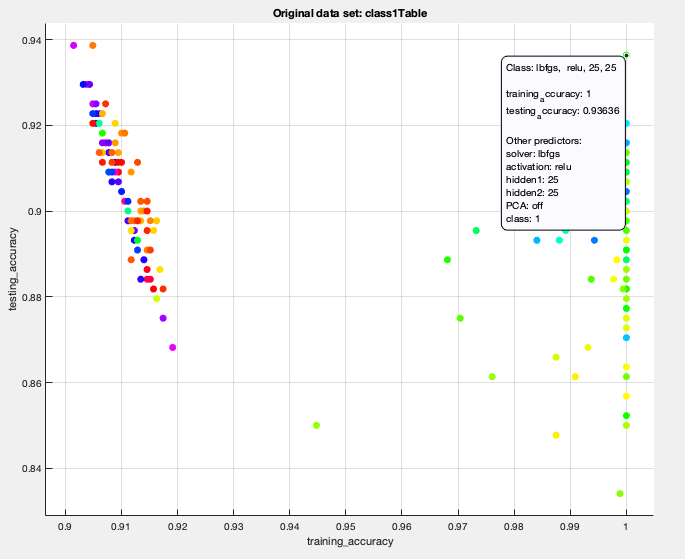 Original data set: class1Table
0.94
0.92
0.9
0.88
0.86
0.84
testing_accuracy
Class: lbfgs, relu, 25, 25
training_accuracy: 1
testing_accuracy: 0.93636
Other predictors:
solver: lbfgs
activation: relu
hidden1: 25
hidden2: 25
PCA: off
class: 1
0.9 0.91 0.92 0.93 0.94 0.95 0.96 0.97 0.98 0.99 1
training_accuracy